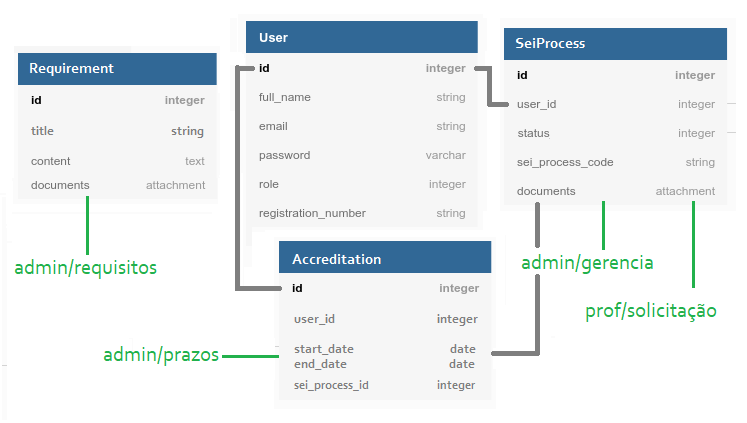 Requirement
id integer
title string
content text
documents attachment
admin/requisitos
User
id integer
full_name string
email string
password varchar
role integer
registration_number string
SeiProcess
id integer
user_id integer
status integer
sei_process_code string
documents attachment
admin/gerencia
prof/solicitação
Accreditation
id integer
user_id integer
start_date date
end_date date
sei_process_id integer
admin/prazos